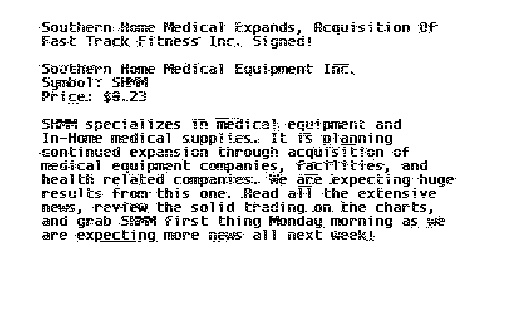 Southern Home Medical Expands, Acquisition Of
Fast Track Fitness Inc. Signed!
Southern Home Medical Equipment Inc.
Symbol: SHMM
Price: $0.23
SHMM specializes in medical equipment and
In-Home medical supplies. It is planning
continued expansion through acquisition of
medical equipment companies, facilities, and
health related companies. We are expecting huge
results from this one. Read all the extensive
news, review the solid trading on the charts,
and grab SHMM first thing Monday morning as we
are expecting more news all next week!